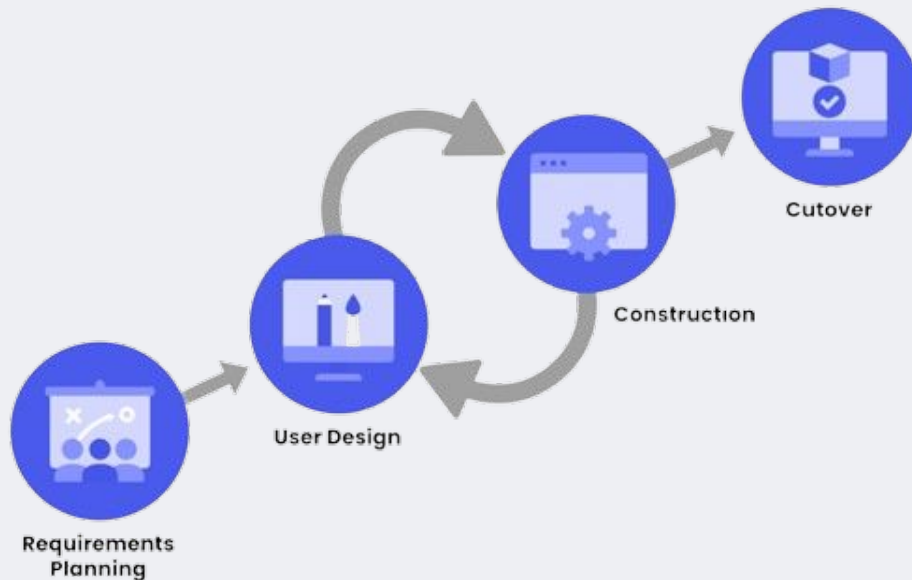 Cutover
Construction
User Design
Requirements
Planning